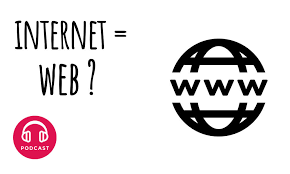 INTERNET =
WEB ?
WWW
PODCAST